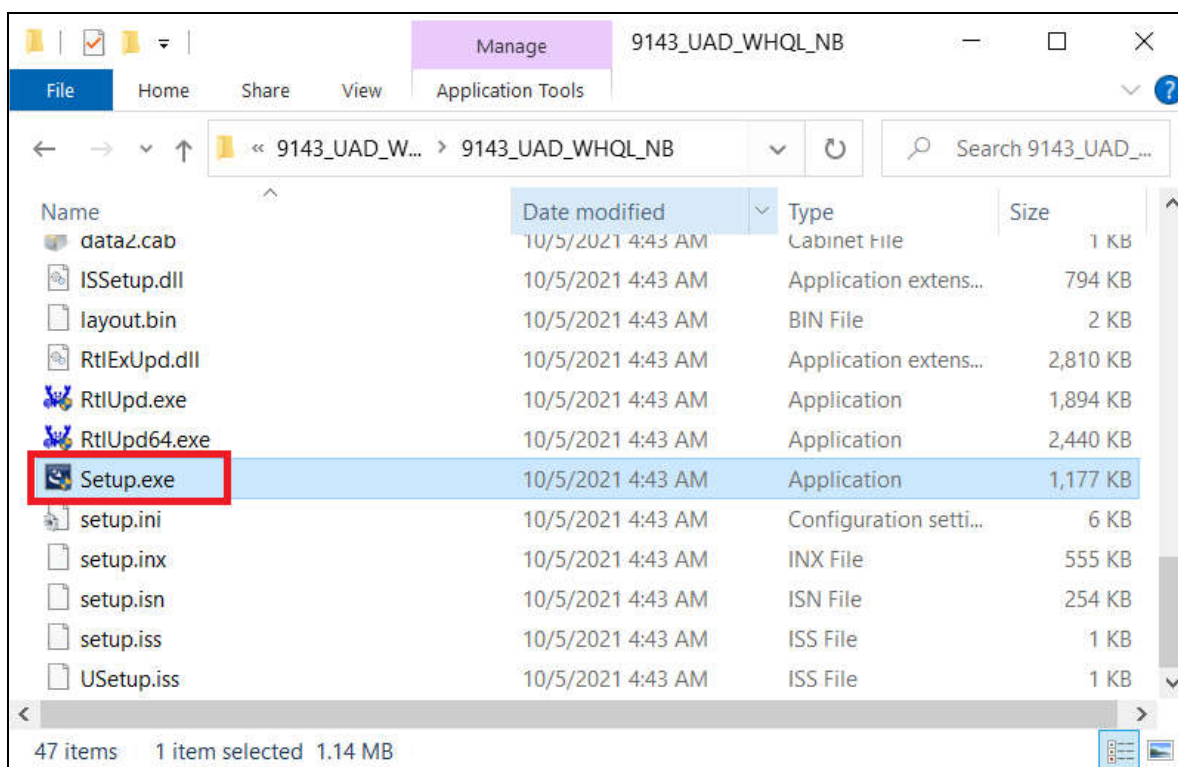 Manage 9143_UAD_WHQL_NB
File Home Share View Application Tools ?
« 9143_UAD_W... > 9143_UAD_WHQL_NB Search 9143_UAD_...
Name Date modified Type Size
data2.cab 10/5/2021 4:43 AM Cabinet File 1 KB
ISSetup.dll 10/5/2021 4:43 AM Application extens... 794 KB
layout.bin 10/5/2021 4:43 AM BIN File 2 KB
RtlExUpd.dll 10/5/2021 4:43 AM Application extens... 2,810 KB
RtlUpd.exe 10/5/2021 4:43 AM Application 1,894 KB
RtlUpd64.exe 10/5/2021 4:43 AM Application 2,440 KB
Setup.exe 10/5/2021 4:43 AM Application 1,177 KB
setup.ini 10/5/2021 4:43 AM Configuration setti... 6 KB
setup.inx 10/5/2021 4:43 AM INX File 555 KB
setup.isn 10/5/2021 4:43 AM ISN File 254 KB
setup.iss 10/5/2021 4:43 AM ISS File 1 KB
USetup.iss 10/5/2021 4:43 AM ISS File 1 KB
47 items 1 item selected 1.14 MB